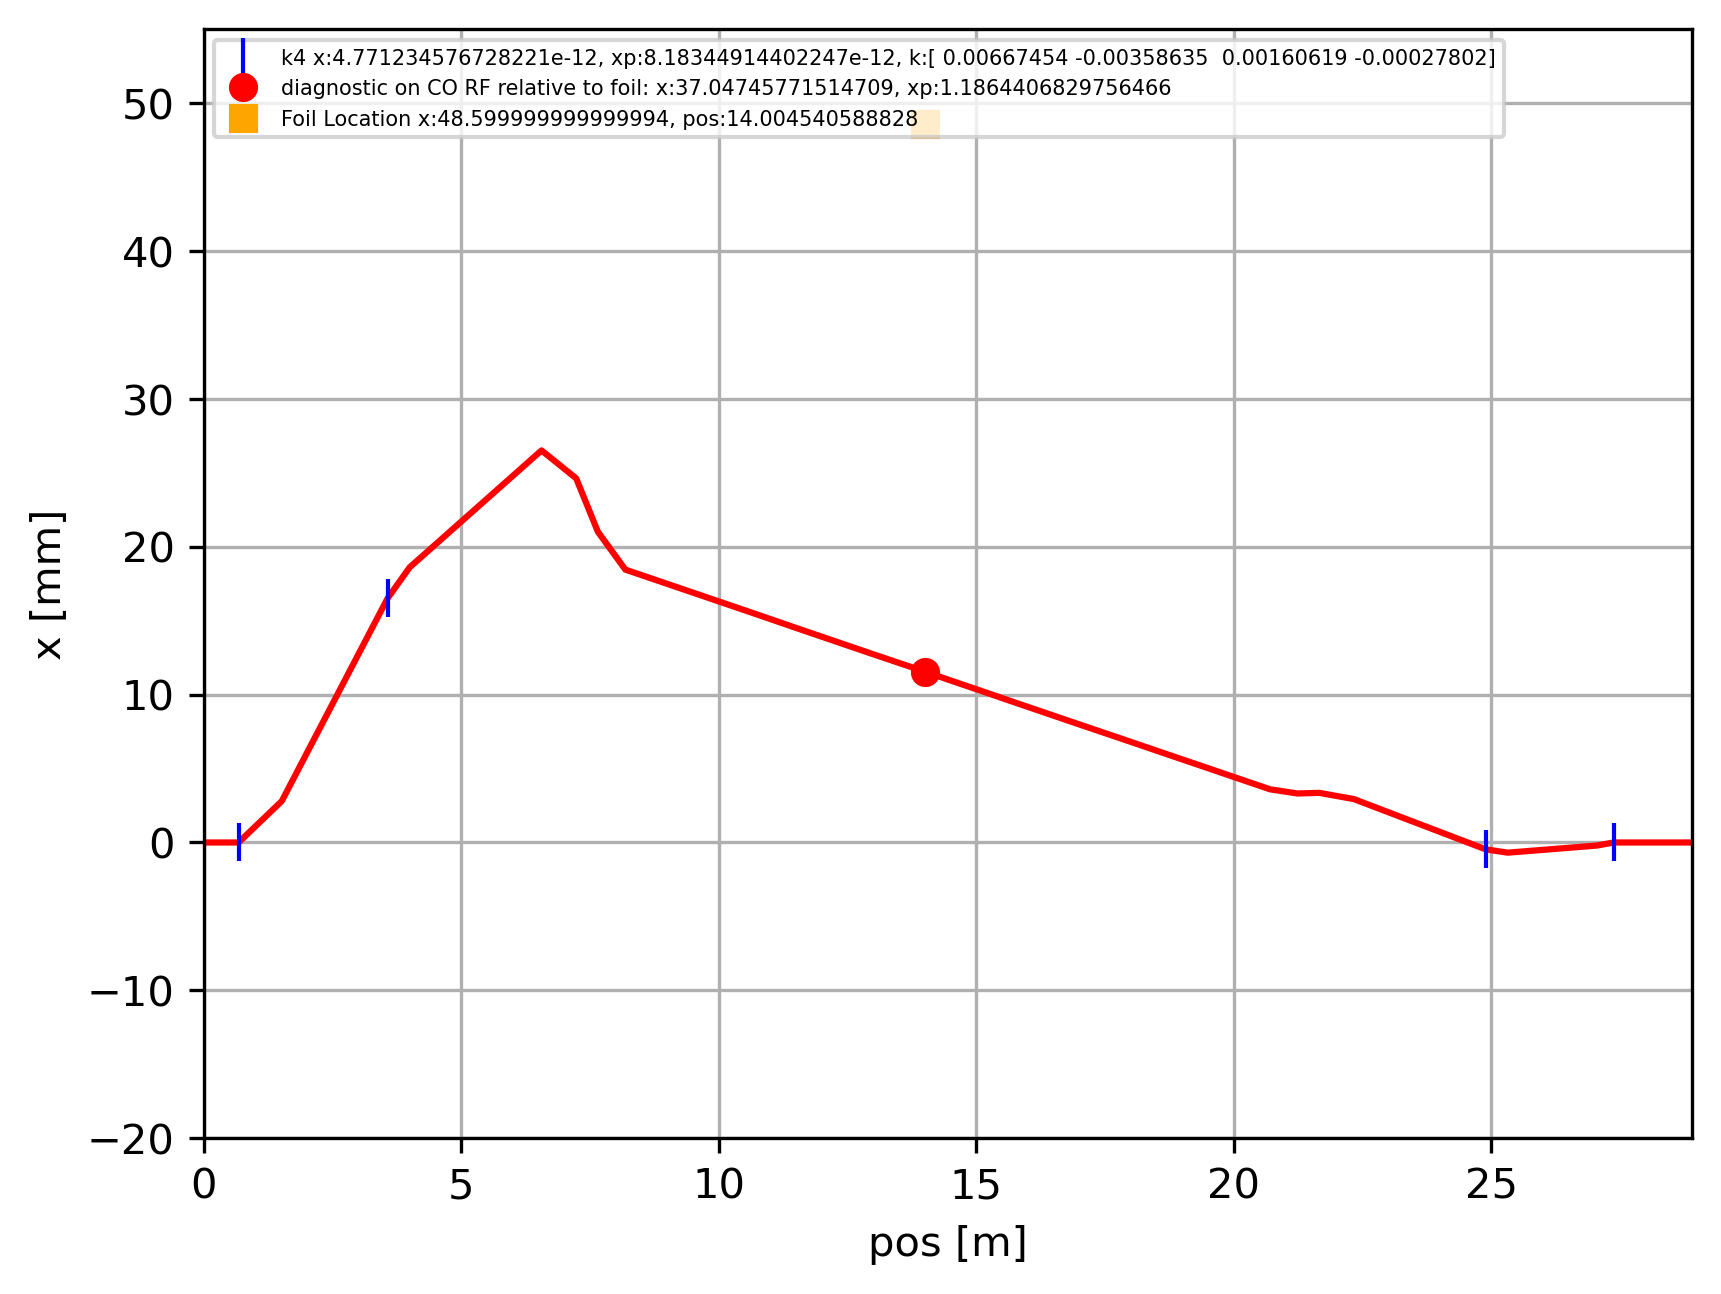 k4 x:4.771234576728221e-12, xp:8.18344914402247e-12, k:[ 0.00667454 -0.00358635  0.00160619 -0.00027802]
diagnostic on CO RF relative to foil: x:37.04745771514709, xp:1.1864406829756466
Foil Location x:48.599999999999994, pos:14.004540588828
50
40
30
20
10
0
−10
−20
x [mm]
0 5 10 15 20 25
pos [m]